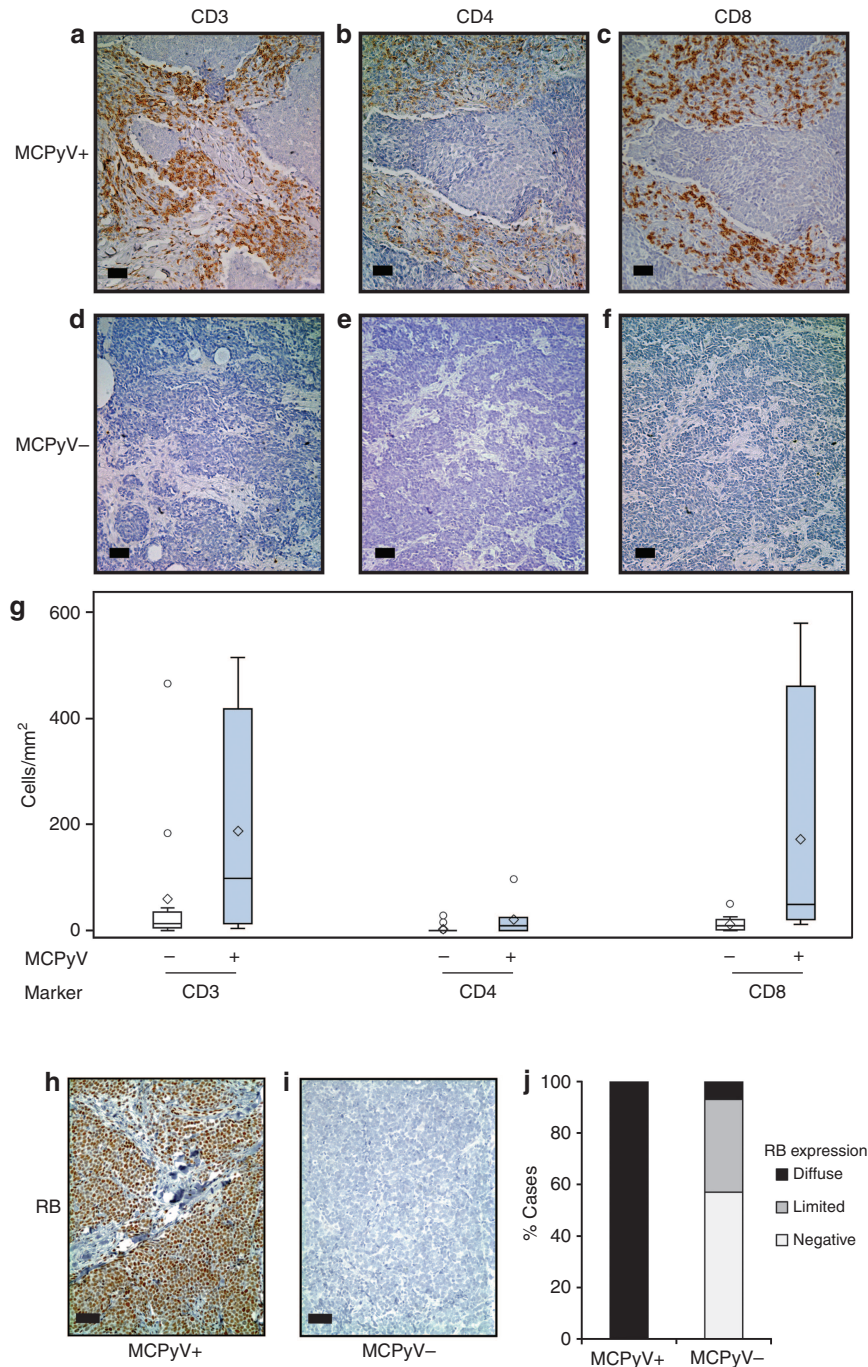 CD3 CD4 CD8
a b c
MCPyV+
d e f
MCPyV–
g
600
400
200
0
Cells/mm²
MCPyV – + – + – +
Marker CD3 CD4 CD8
h i j
RB
MCPyV+ MCPyV–
100
80
60
40
20
0
% Cases
MCPyV+ MCPyV–
RB expression
Diffuse
Limited
Negative